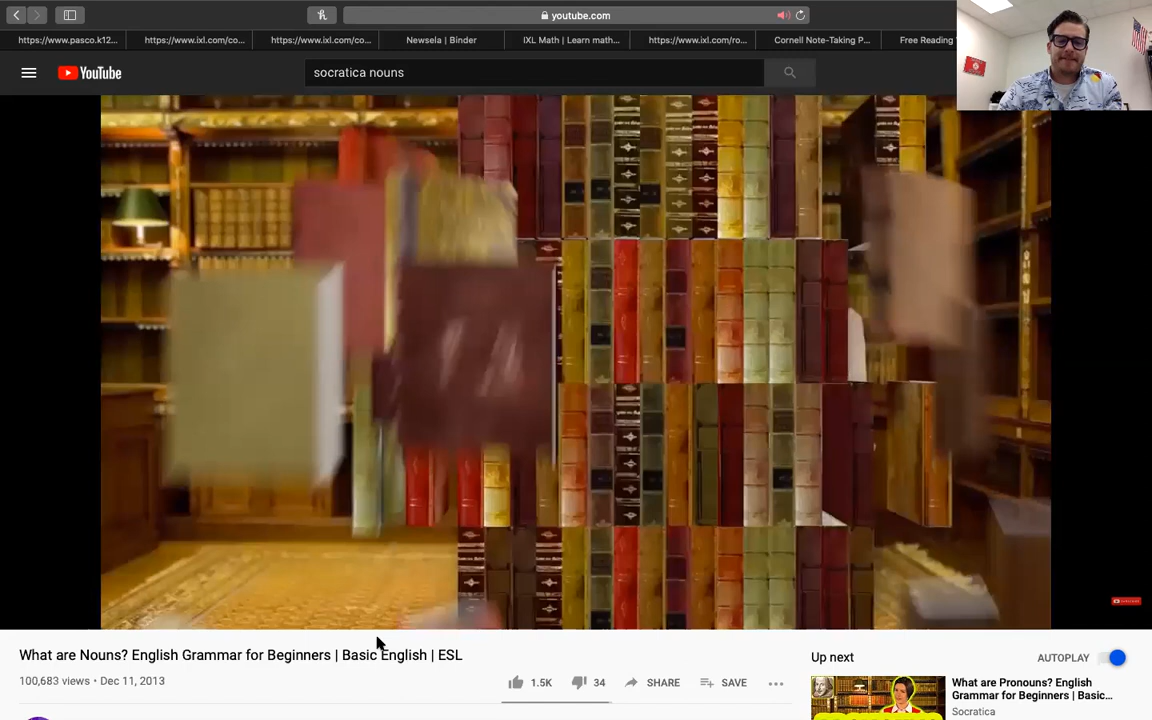 youtube.com
https://www.pasco.k12...
https://www.ixl.com/co...
https://www.ixl.com/co...
Newsela | Binder
IXL Math | Learn math...
https://www.ixl.com/ro...
Cornell Note-Taking P...
Free Reading
YouTube
socratica nouns
What are Nouns? English Grammar for Beginners | Basic English | ESL
100,683 views • Dec 11, 2013
1.5K
34
SHARE
SAVE
Up next
AUTOPLAY
What are Pronouns? English
Grammar for Beginners | Basic...
Socratica